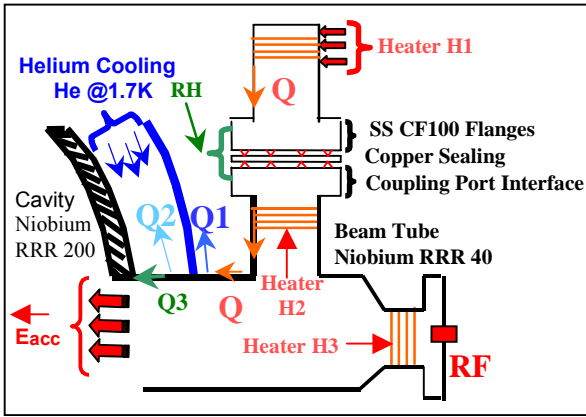 Heater H1
Helium Cooling
He @1.7K
RH
Q
SS CF100 Flanges
Copper Sealing
Coupling Port Interface
Cavity
Niobium
RRR 200
Q2
Q1
Beam Tube
Niobium RRR 40
Q3
Q
Heater
H2
Eacc
Heater H3
RF